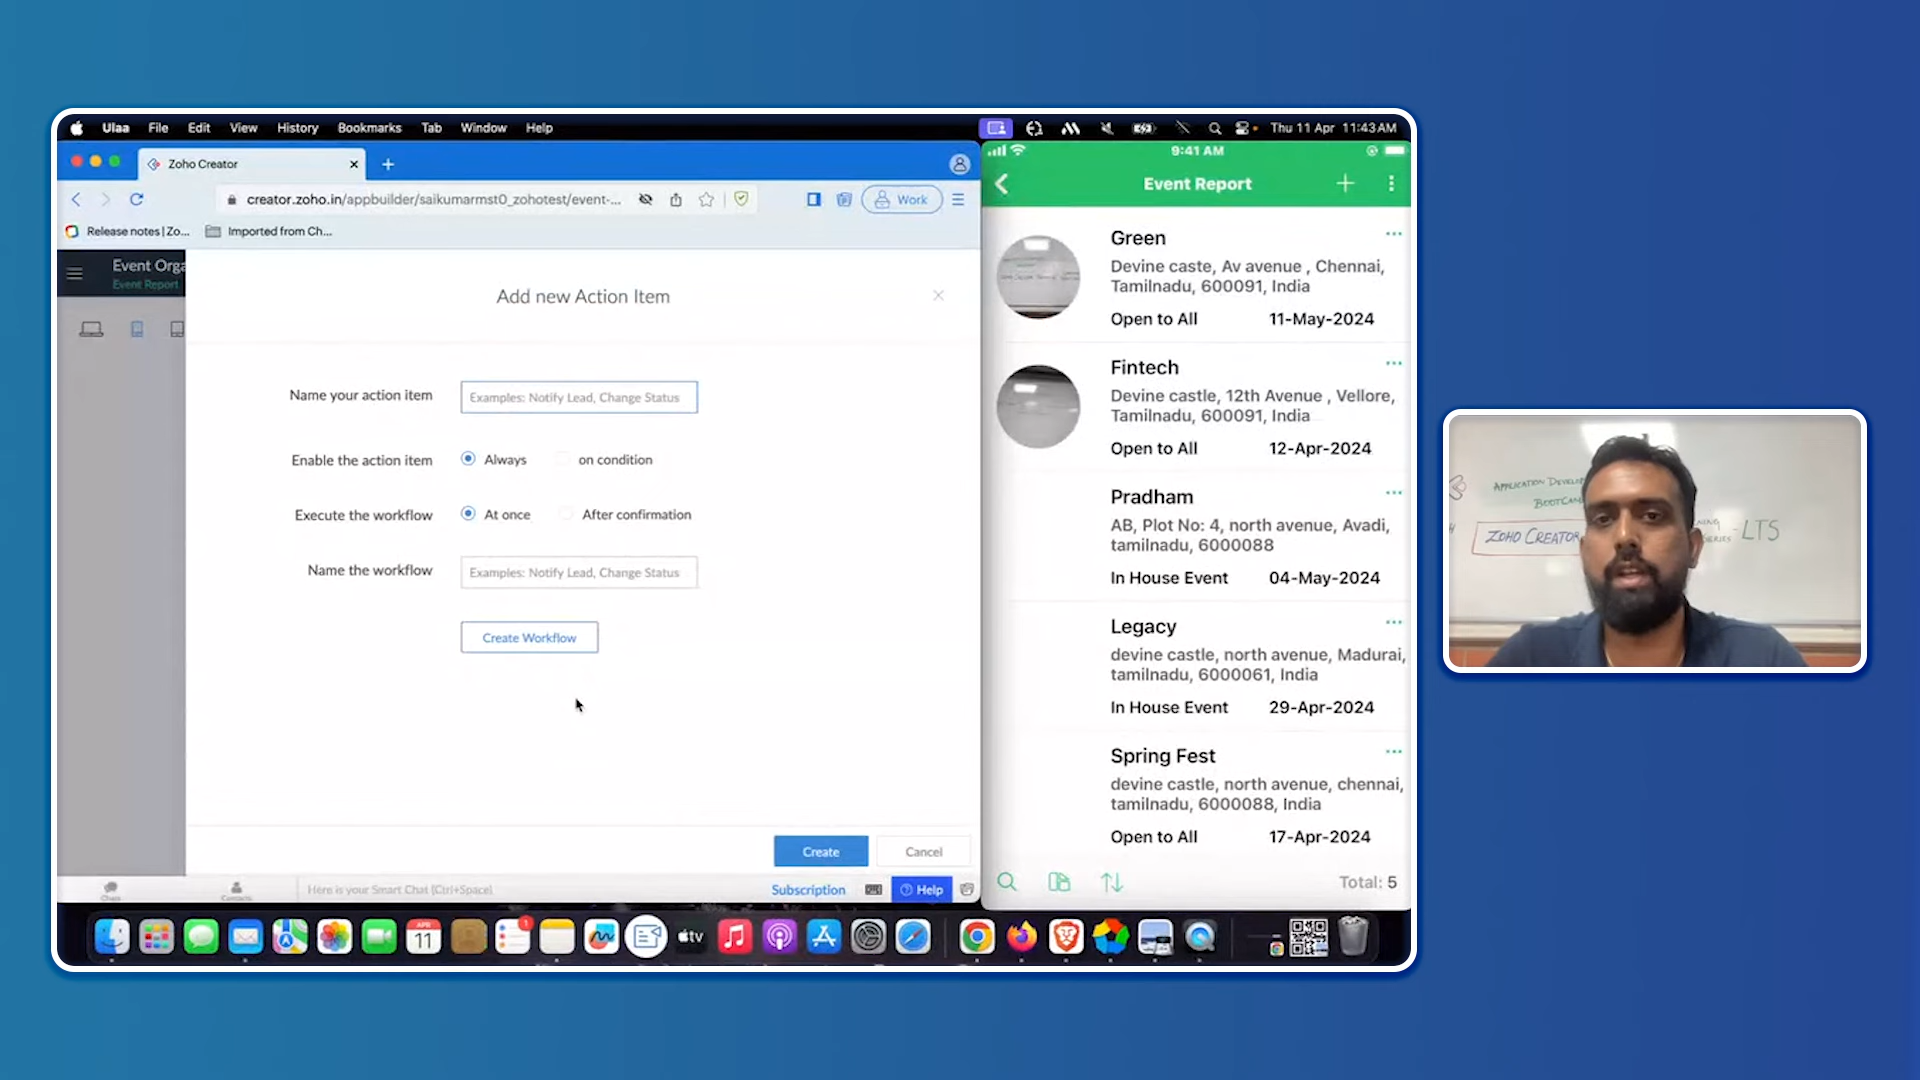 Ulaa File Edit View History Bookmarks Tab Window Help
Thu 11 Apr 11:43 AM
Zoho Creator
creator.zoho.in/appbuilder/saikumarmst0_zohotest/event-...
Work
Release notes | Zo...
Imported from Ch...
Event Orga
Event Report
Add new Action Item
Name your action item
Examples: Notify Lead, Change Status
Enable the action item
Always
on condition
Execute the workflow
At once
After confirmation
Name the workflow
Examples: Notify Lead, Change Status
Create Workflow
Create
Cancel
Chats
Contacts
Here is your Smart Chat (Ctrl+Space)
Subscription
Help
APR
11
1
tv
9:41 AM
Event Report
Green
Devine caste, Av avenue , Chennai,
Tamilnadu, 600091, India
Open to All 11-May-2024
Fintech
Devine castle, 12th Avenue , Vellore,
Tamilnadu, 600091, India
Open to All 12-Apr-2024
Pradham
AB, Plot No: 4, north avenue, Avadi,
tamilnadu, 6000088
In House Event 04-May-2024
Legacy
devine castle, north avenue, Madurai,
tamilnadu, 6000061, India
In House Event 29-Apr-2024
Spring Fest
devine castle, north avenue, chennai,
tamilnadu, 6000088, India
Open to All 17-Apr-2024
Total: 5
APPLICATION
ZOHO CREATOR
SERIES
LTS